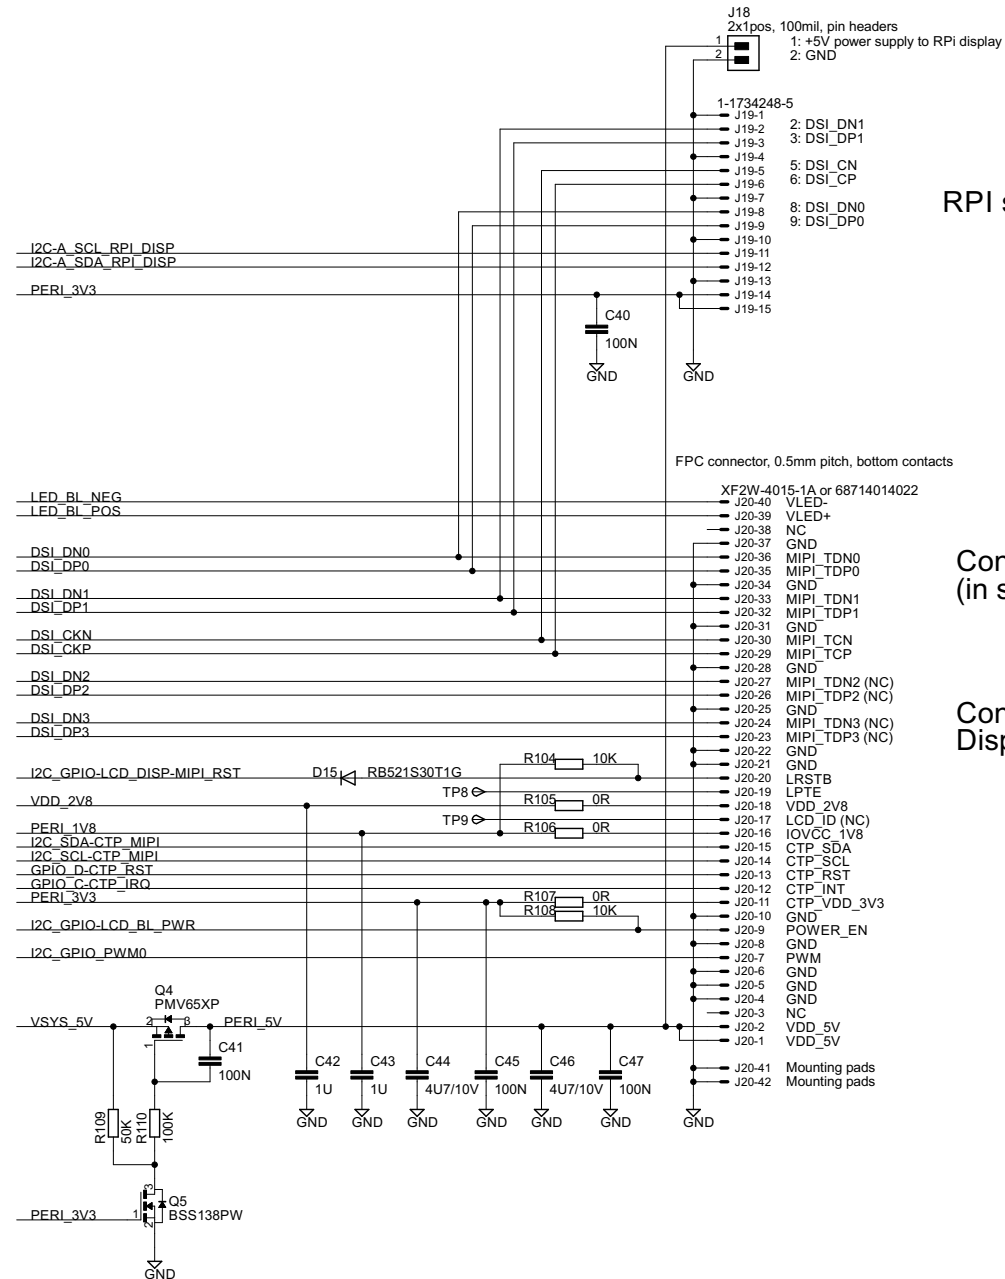 J18
2x1pos, 100mil, pin headers
1 1: +5V power supply to RPi display
2 2: GND
1-1734248-5
J19-1
J19-2 2: DSI_DN1
J19-3 3: DSI_DP1
J19-4
J19-5 5: DSI_CN
J19-6 6: DSI_CP
J19-7
J19-8 8: DSI_DN0
J19-9 9: DSI_DP0
RPI s
J19-10
I2C-A_SCL_RPI_DISP J19-11
I2C-A_SDA_RPI_DISP J19-12
J19-13
PERI_3V3 J19-14
J19-15
C40
100N
GND GND
FPC connector, 0.5mm pitch, bottom contacts
XF2W-4015-1A or 68714014022
LED_BL_NEG J20-40 VLED-
LED_BL_POS J20-39 VLED+
J20-38 NC
J20-37 GND
DSI_DN0 J20-36 MIPI_TDN0
DSI_DP0 J20-35 MIPI_TDP0
Con
J20-34 GND
(in s
DSI_DN1 J20-33 MIPI_TDN1
DSI_DP1 J20-32 MIPI_TDP1
J20-31 GND
DSI_CKN J20-30 MIPI_TCN
DSI_CKP J20-29 MIPI_TCP
J20-28 GND
DSI_DN2 J20-27 MIPI_TDN2 (NC)
DSI_DP2 J20-26 MIPI_TDP2 (NC)
J20-25 GND
Con
DSI_DN3 J20-24 MIPI_TDN3 (NC)
DSI_DP3 J20-23 MIPI_TDP3 (NC)
Disp
J20-22 GND
R104 10K J20-21 GND
I2C_GPIO-LCD_DISP-MIPI_RST D15 RB521S30T1G J20-20 LRSTB
TP8 J20-19 LPTE
VDD_2V8 R105 0R J20-18 VDD_2V8
TP9 J20-17 LCD_ID (NC)
PERI_1V8 R106 0R J20-16 IOVCC_1V8
I2C_SDA-CTP_MIPI J20-15 CTP_SDA
I2C_SCL-CTP_MIPI J20-14 CTP_SCL
GPIO_D-CTP_RST J20-13 CTP_RST
GPIO_C-CTP_IRQ J20-12 CTP_INT
PERI_3V3 R107 0R J20-11 CTP_VDD_3V3
R108 10K J20-10 GND
I2C_GPIO-LCD_BL_PWR J20-9 POWER_EN
J20-8 GND
I2C_GPIO_PWM0 J20-7 PWM
J20-6 GND
J20-5 GND
J20-4 GND
Q4
PMV65XP
J20-3 NC
VSYS_5V 2 3 PERI_5V J20-2 VDD_5V
1 J20-1 VDD_5V
C41
100N
C42 C43 C44 C45 C46 C47
1U 1U 4U7/10V 100N 4U7/10V 100N
J20-41 Mounting pads
J20-42 Mounting pads
GND GND GND GND GND GND GND
R109 50K R110 100K
3
Q5
PERI_3V3 1 BSS138PW
2
GND